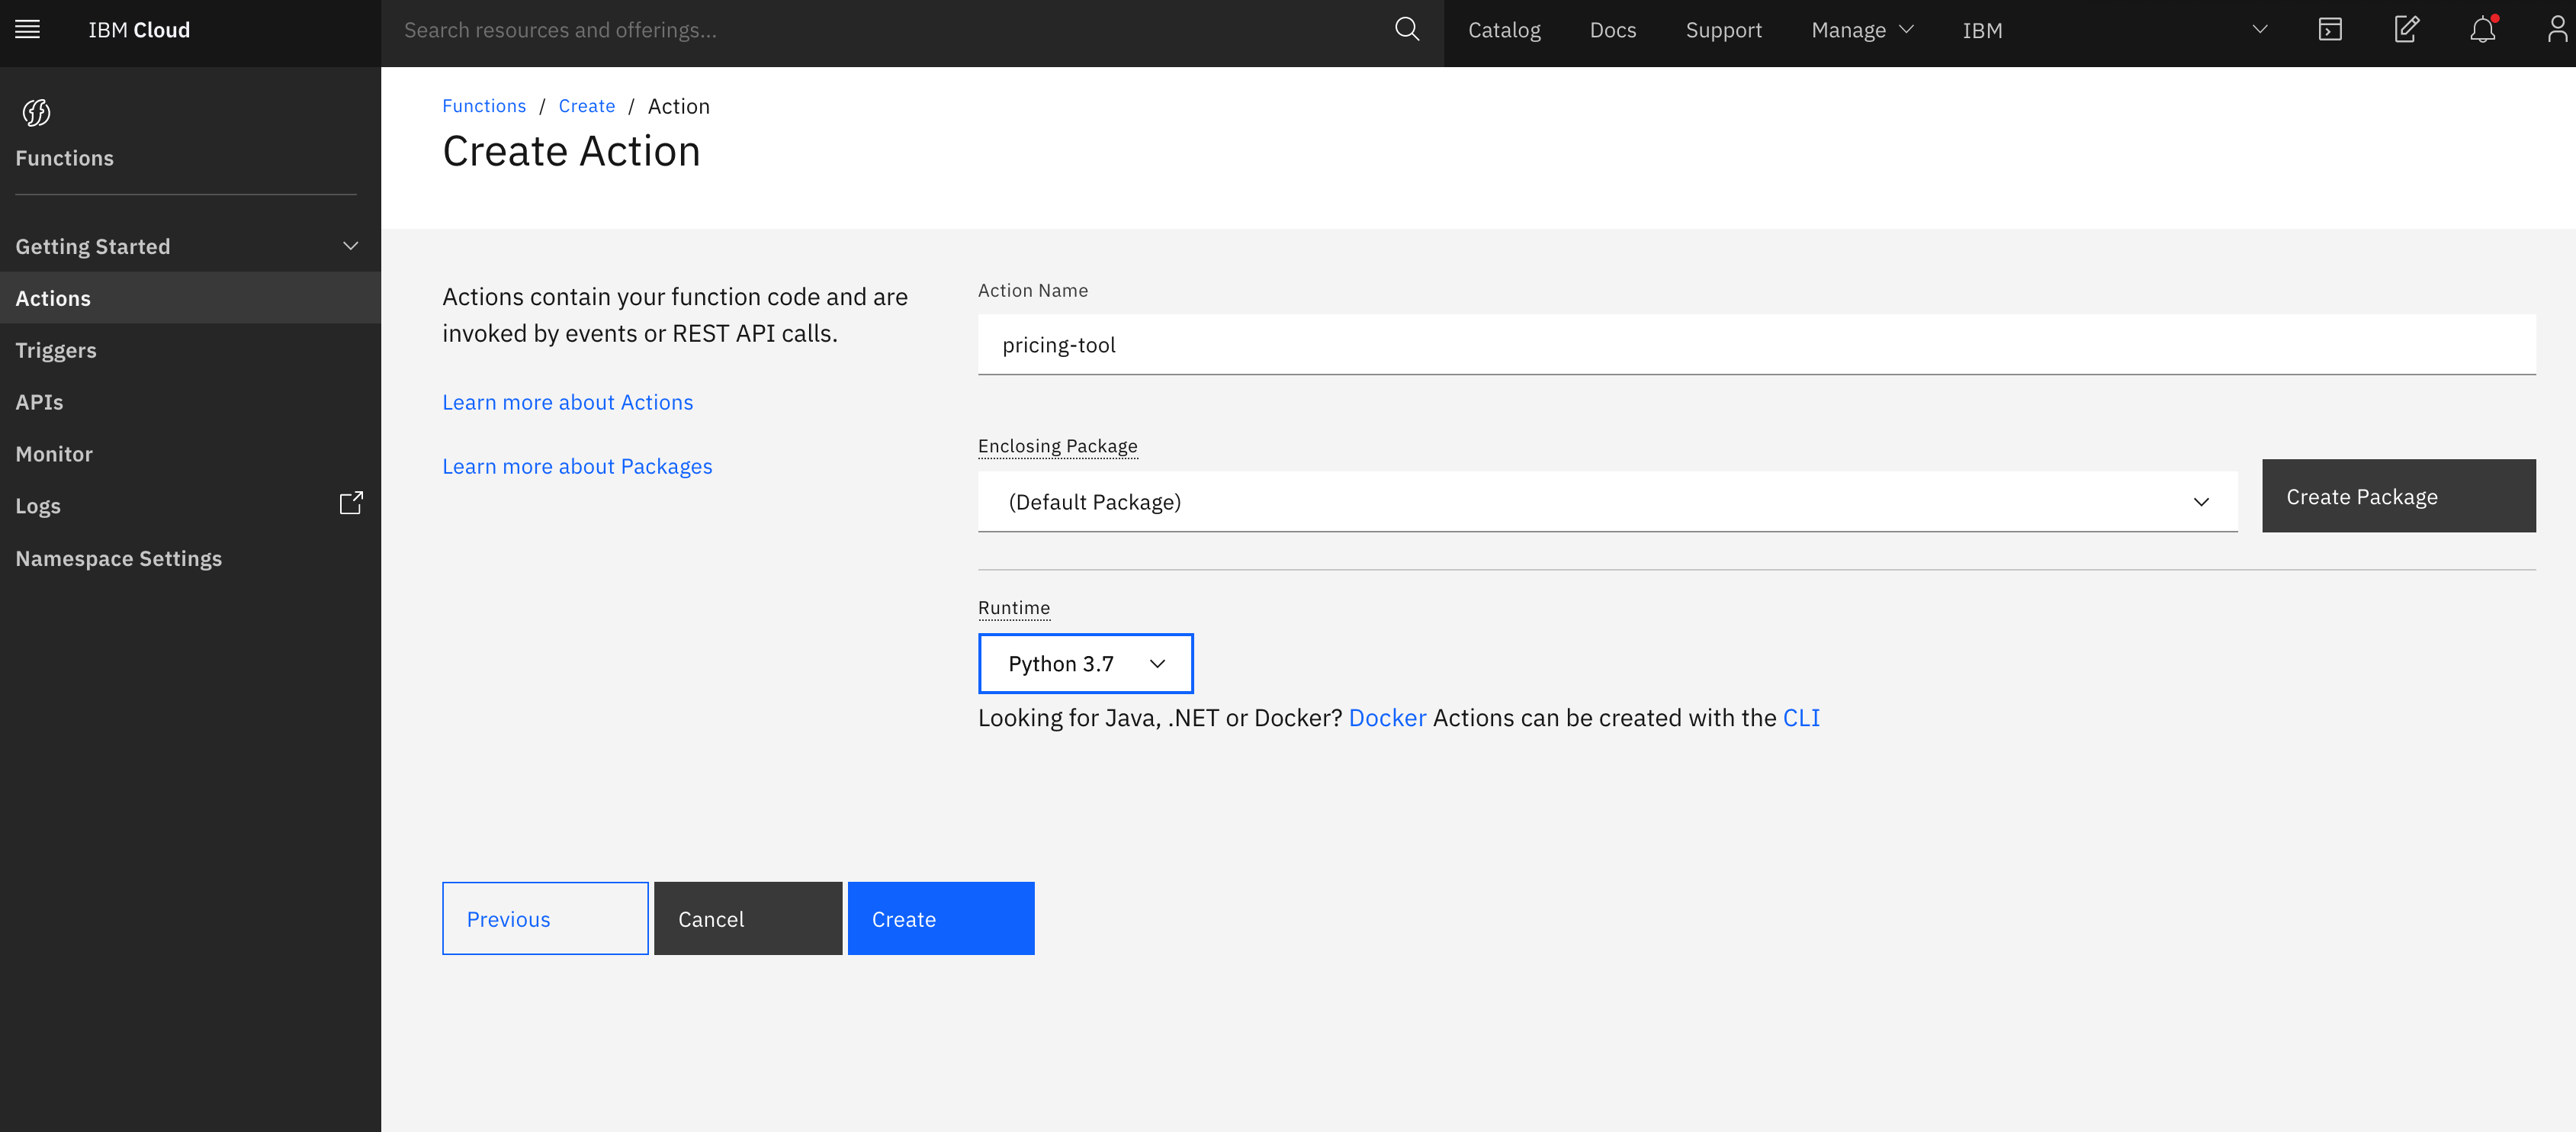 IBM Cloud
Search resources and offerings...
Catalog
Docs
Support
Manage
IBM
Functions
Getting Started
Actions
Triggers
APIs
Monitor
Logs
Namespace Settings
Functions / Create / Action
Create Action
Actions contain your function code and are
invoked by events or REST API calls.
Learn more about Actions
Learn more about Packages
Action Name
pricing-tool
Enclosing Package
(Default Package)
Create Package
Runtime
Python 3.7
Looking for Java, .NET or Docker? Docker Actions can be created with the CLI
Previous
Cancel
Create